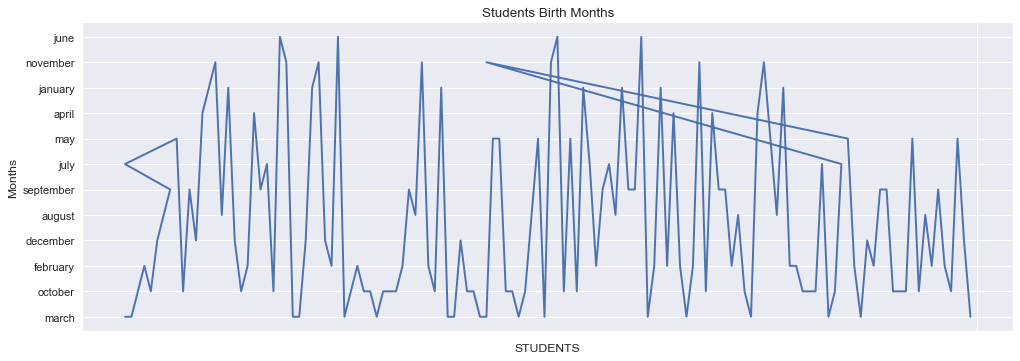 Students Birth Months
june
november
january
april
may
july
september
august
december
february
october
march
Months
STUDENTS